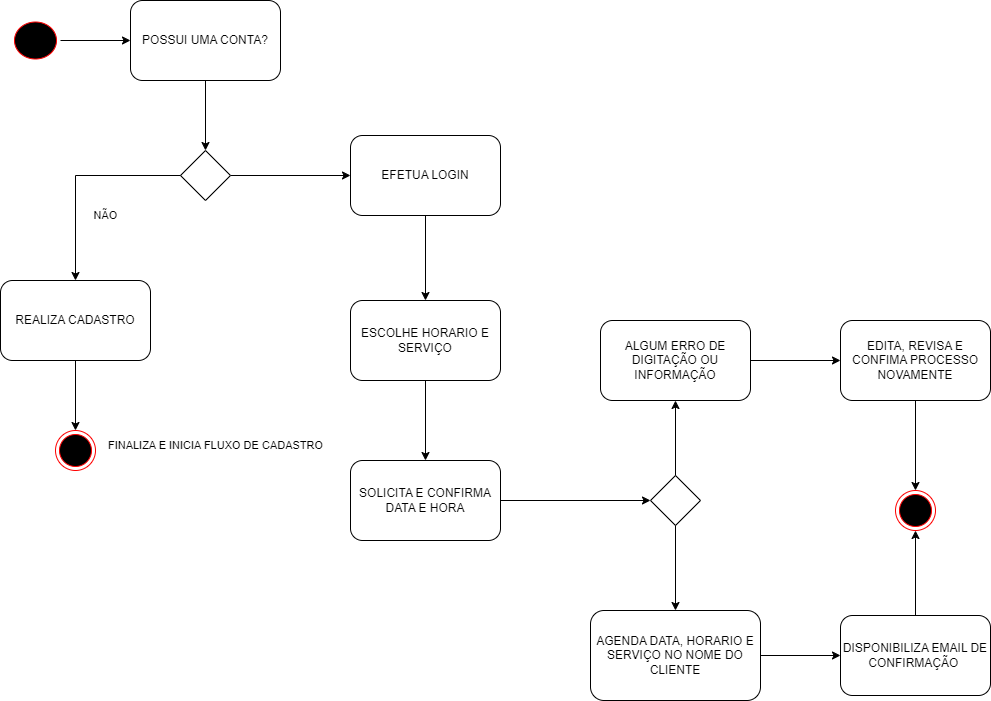 POSSUI UMA CONTA?
EFETUA LOGIN
NÃO
REALIZA CADASTRO
FINALIZA E INICIA FLUXO DE CADASTRO
ESCOLHE HORARIO E
SERVIÇO
SOLICITA E CONFIRMA
DATA E HORA
ALGUM ERRO DE
DIGITAÇÃO OU
INFORMAÇÃO
EDITA, REVISA E
CONFIMA PROCESSO
NOVAMENTE
AGENDA DATA, HORARIO E
SERVIÇO NO NOME DO
CLIENTE
DISPONIBILIZA EMAIL DE
CONFIRMAÇÃO